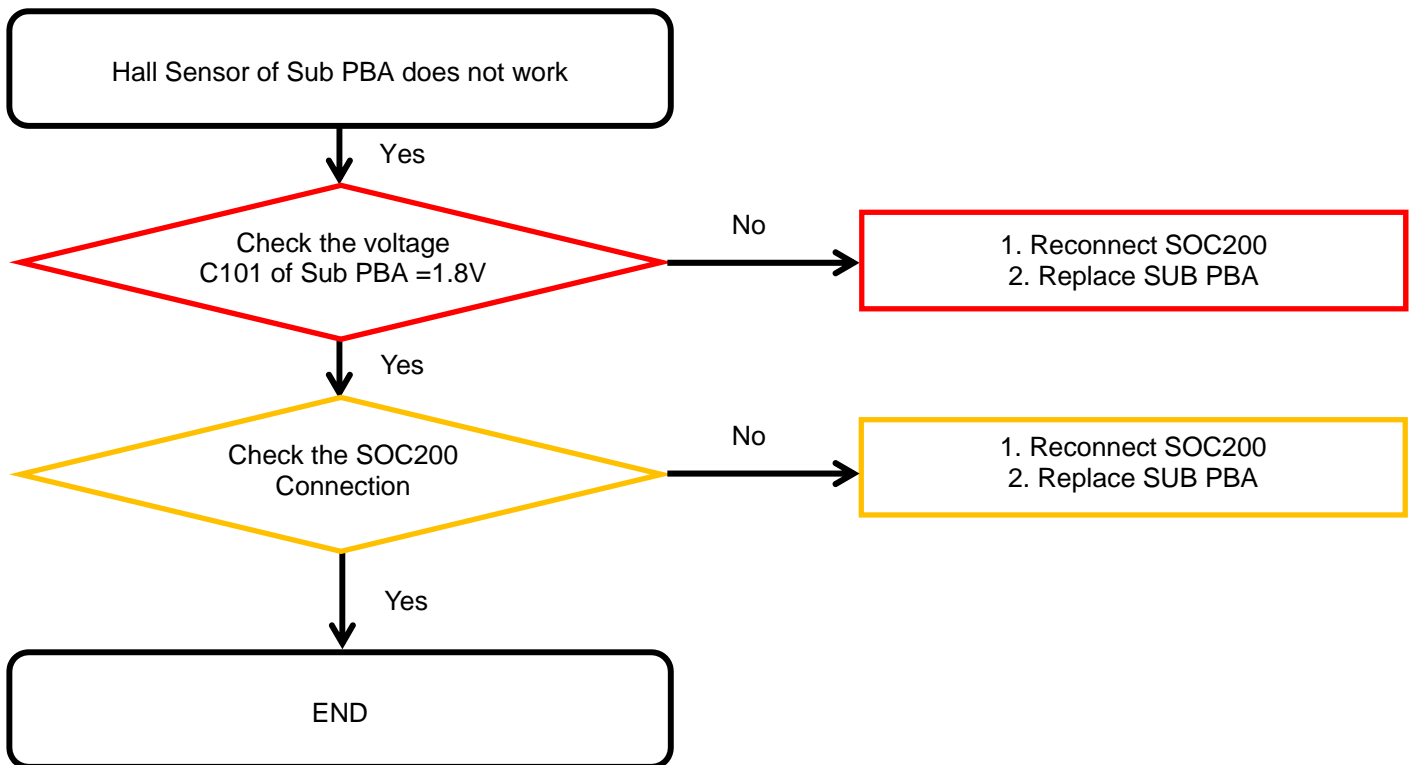 Hall Sensor of Sub PBA does not work
Yes
Check the voltage
C101 of Sub PBA =1.8V
No
1. Reconnect SOC200
2. Replace SUB PBA
Yes
Check the SOC200
Connection
No
1. Reconnect SOC200
2. Replace SUB PBA
Yes
END